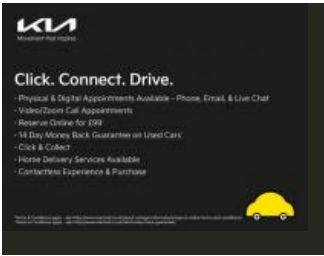 KIA
Movement that inspires
Click. Connect. Drive.
- Physical & Digital Appointments Available - Phone, Email, & Live Chat
- Video/Zoom Call Appointments
- Reserve Online for £99*
- 14 Day Money Back Guarantee on Used Cars*
- Click & Collect
- Home Delivery Services Available
- Contactless Experience & Purchase